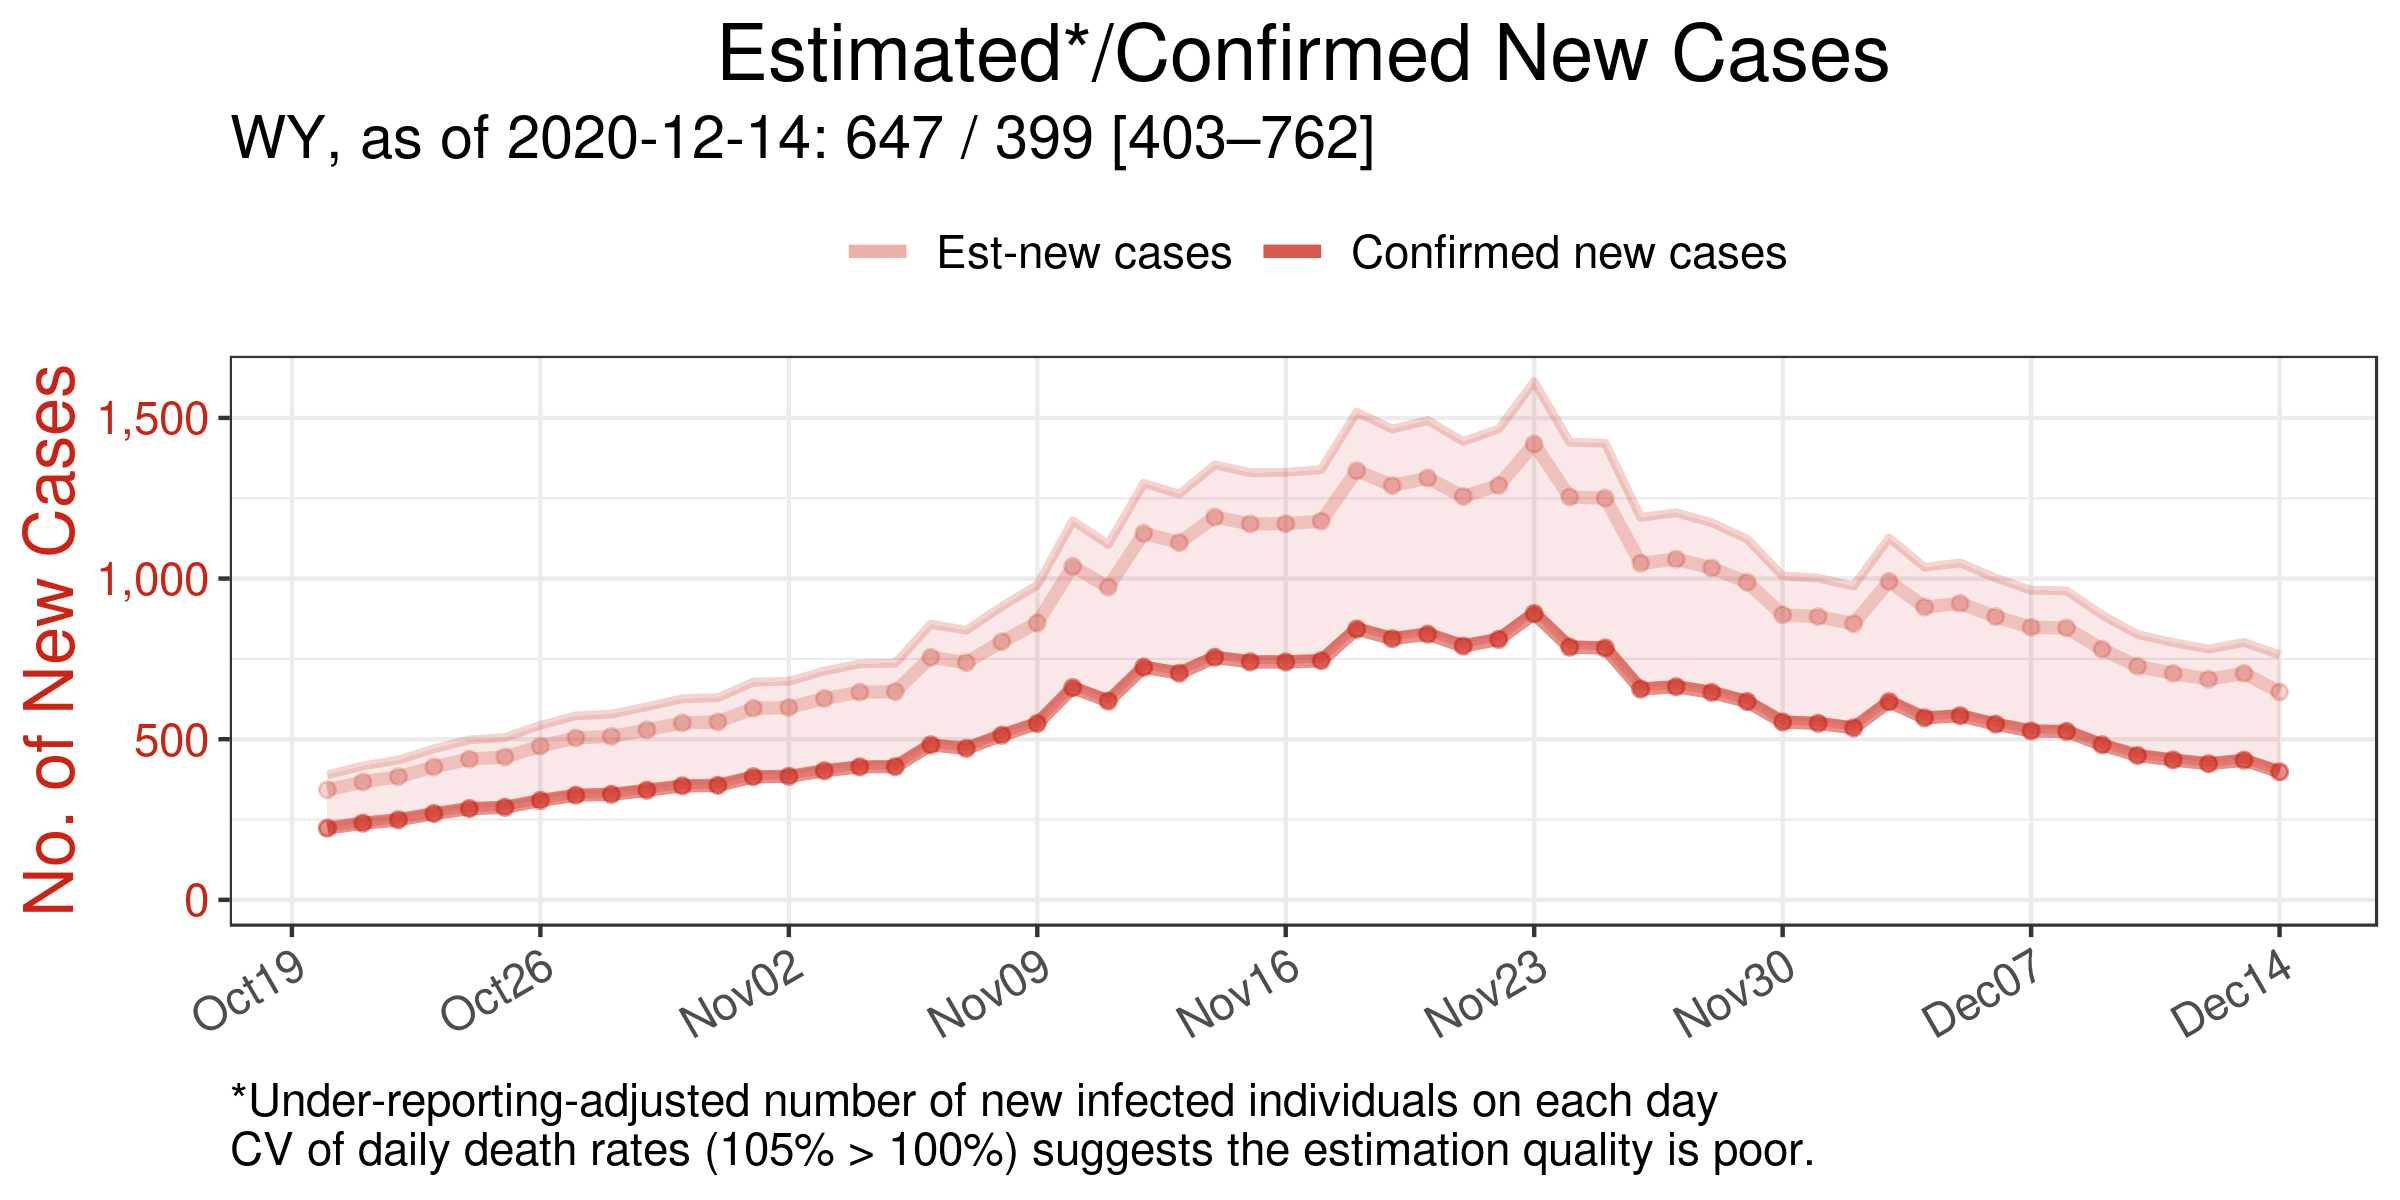 Estimated*/Confirmed New Cases
WY, as of 2020-12-14: 647 / 399 [403–762]
Est-new cases
Confirmed new cases
No. of New Cases
1,500
1,000
500
0
Oct19
Oct26
Nov02
Nov09
Nov16
Nov23
Nov30
Dec07
Dec14
*Under-reporting-adjusted number of new infected individuals on each day
CV of daily death rates (105% > 100%) suggests the estimation quality is poor.